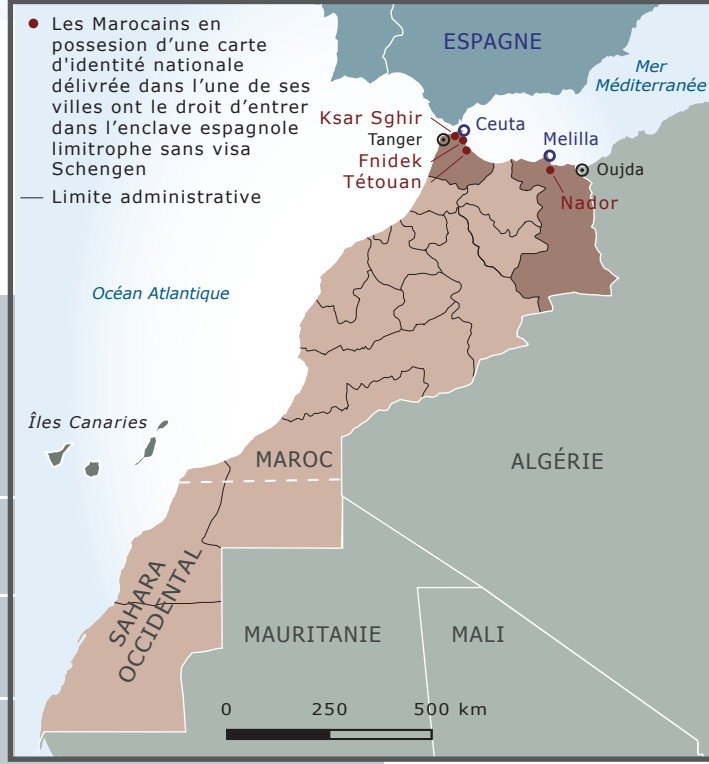 Les Marocains en
possesion d’une carte
d'identité nationale
délivrée dans l’une de ses
villes ont le droit d’entrer
dans l’enclave espagnole
limitrophe sans visa
Schengen
Limite administrative
ESPAGNE
Mer
Méditerranée
Ksar Sghir
Ceuta
Tanger
Fnidek
Melilla
Tétouan
Oujda
Nador
Océan Atlantique
Îles Canaries
MAROC
ALGÉRIE
SAHARA
OCCIDENTAL
MAURITANIE
MALI
0 250 500 km